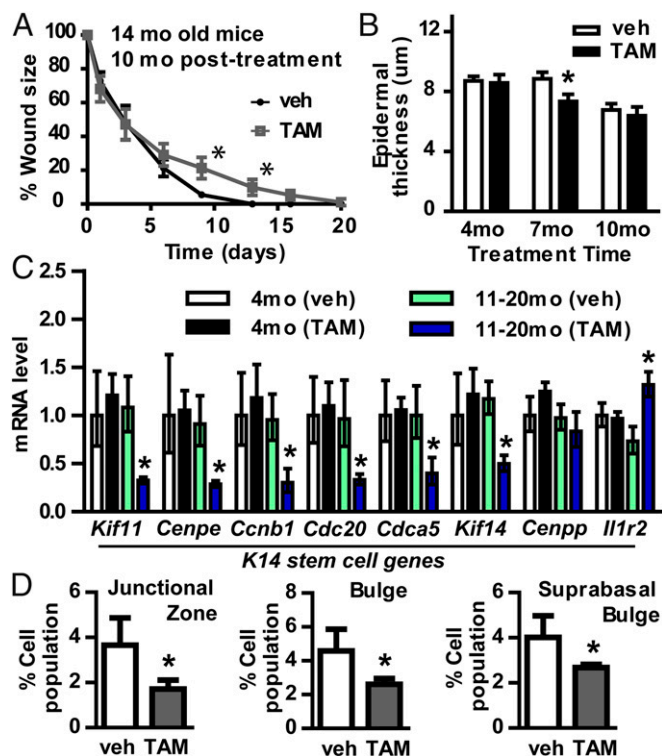 A
14 mo old mice
10 mo post-treatment
veh
TAM
% Wound size
100
80
60
40
20
0
*
*
0 5 10 15 20
Time (days)
B
veh
TAM
Epidermal
thickness (um)
12
9
6
3
0
*
4mo 7mo 10mo
Treatment Time
C
4mo (veh)
4mo (TAM)
11-20mo (veh)
11-20mo (TAM)
mRNA level
2.5
2.0
1.5
1.0
0.5
0.0
* * * * * * *
Kif11 Cenpe Ccnb1 Cdc20 Cdca5 Kif14 Cenpp Il1r2
K14 stem cell genes
D
Junctional
Zone
% Cell
population
6
4
2
0
*
veh TAM
Bulge
% Cell
population
6
4
2
0
*
veh TAM
Suprabasal
Bulge
% Cell
population
6
4
2
0
*
veh TAM